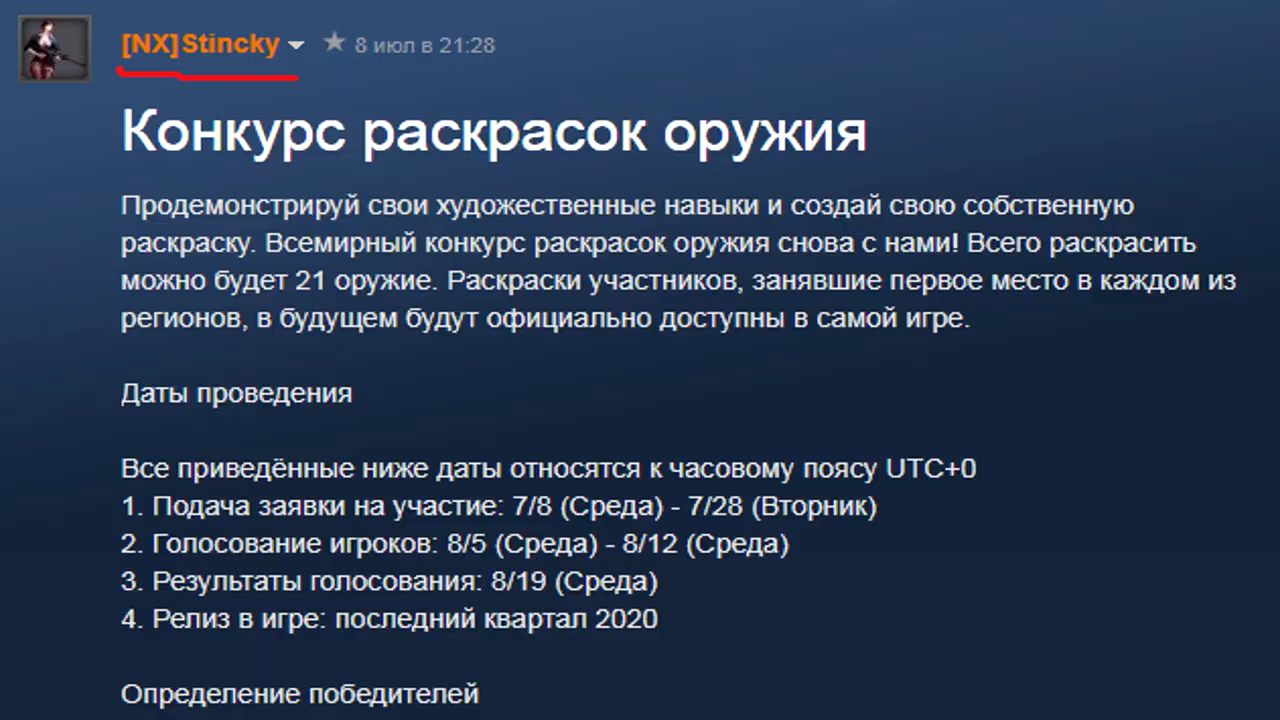 [NX]Stincky 8 июл в 21:28
Конкурс раскрасок оружия
Продемонстрируй свои художественные навыки и создай свою собственную
раскраску. Всемирный конкурс раскрасок оружия снова с нами! Всего раскрасить
можно будет 21 оружие. Раскраски участников, занявшие первое место в каждом из
регионов, в будущем будут официально доступны в самой игре.
Даты проведения
Все приведённые ниже даты относятся к часовому поясу UTC+0
1. Подача заявки на участие: 7/8 (Среда) - 7/28 (Вторник)
2. Голосование игроков: 8/5 (Среда) - 8/12 (Среда)
3. Результаты голосования: 8/19 (Среда)
4. Релиз в игре: последний квартал 2020
Определение победителей